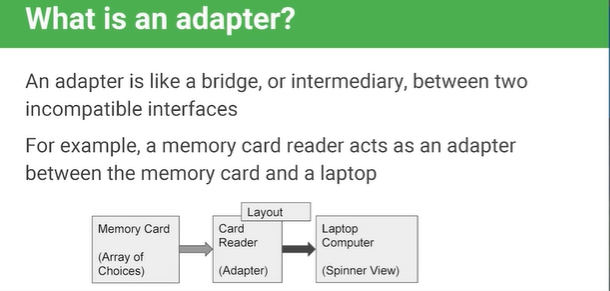 What is an adapter?
An adapter is like a bridge, or intermediary, between two
incompatible interfaces
For example, a memory card reader acts as an adapter
between the memory card and a laptop
Layout
Memory Card
(Array of
Choices)
Card
Reader
(Adapter)
Laptop
Computer
(Spinner View)